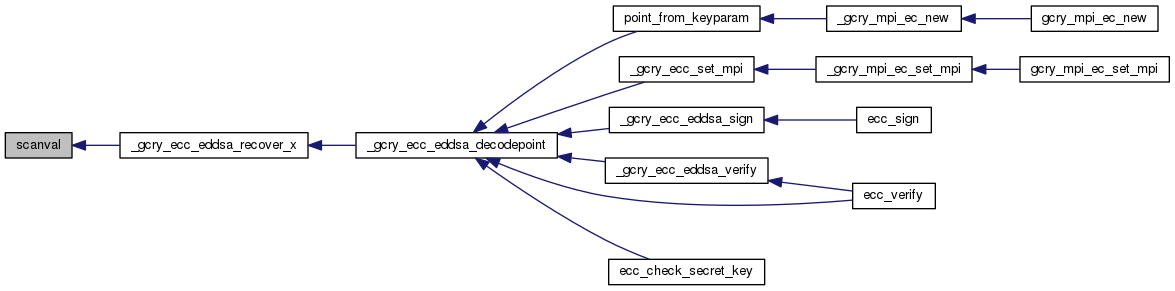 point_from_keyparam
_gcry_mpi_ec_new
gcry_mpi_ec_new
_gcry_ecc_set_mpi
_gcry_mpi_ec_set_mpi
gcry_mpi_ec_set_mpi
_gcry_ecc_eddsa_sign
ecc_sign
scanval
_gcry_ecc_eddsa_recover_x
_gcry_ecc_eddsa_decodepoint
_gcry_ecc_eddsa_verify
ecc_verify
ecc_check_secret_key